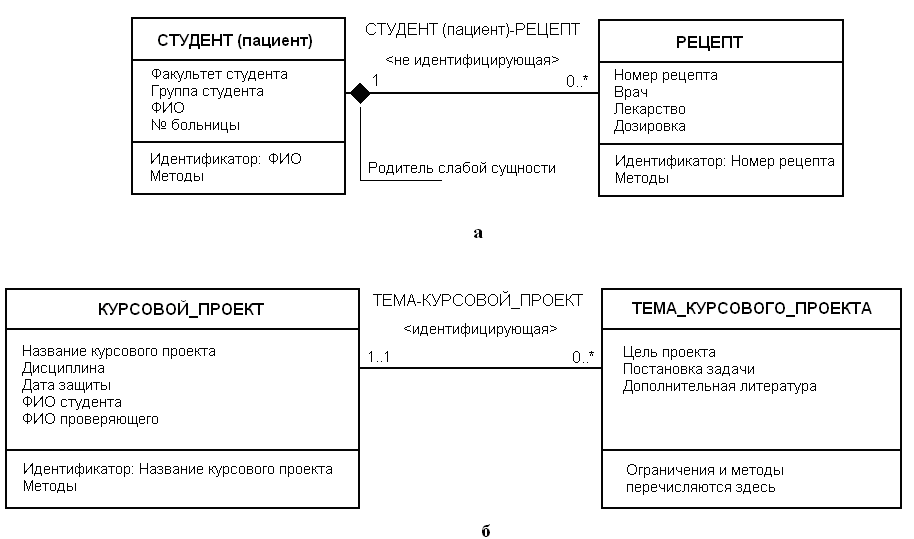 СТУДЕНТ (пациент)
Факультет студента
Группа студента
ФИО
№ больницы
Идентификатор: ФИО
Методы
СТУДЕНТ (пациент)-РЕЦЕПТ
<не идентифицирующая>
1
0..*
Родитель слабой сущности
РЕЦЕПТ
Номер рецепта
Врач
Лекарство
Дозировка
Идентификатор: Номер рецепта
Методы
а
КУРСОВОЙ_ПРОЕКТ
Название курсового проекта
Дисциплина
Дата защиты
ФИО студента
ФИО проверяющего
Идентификатор: Название курсового проекта
Методы
ТЕМА-КУРСОВОЙ_ПРОЕКТ
<идентифицирующая>
1..1
0..*
ТЕМА_КУРСОВОГО_ПРОЕКТА
Цель проекта
Постановка задачи
Дополнительная литература
Ограничения и методы
перечисляются здесь
б